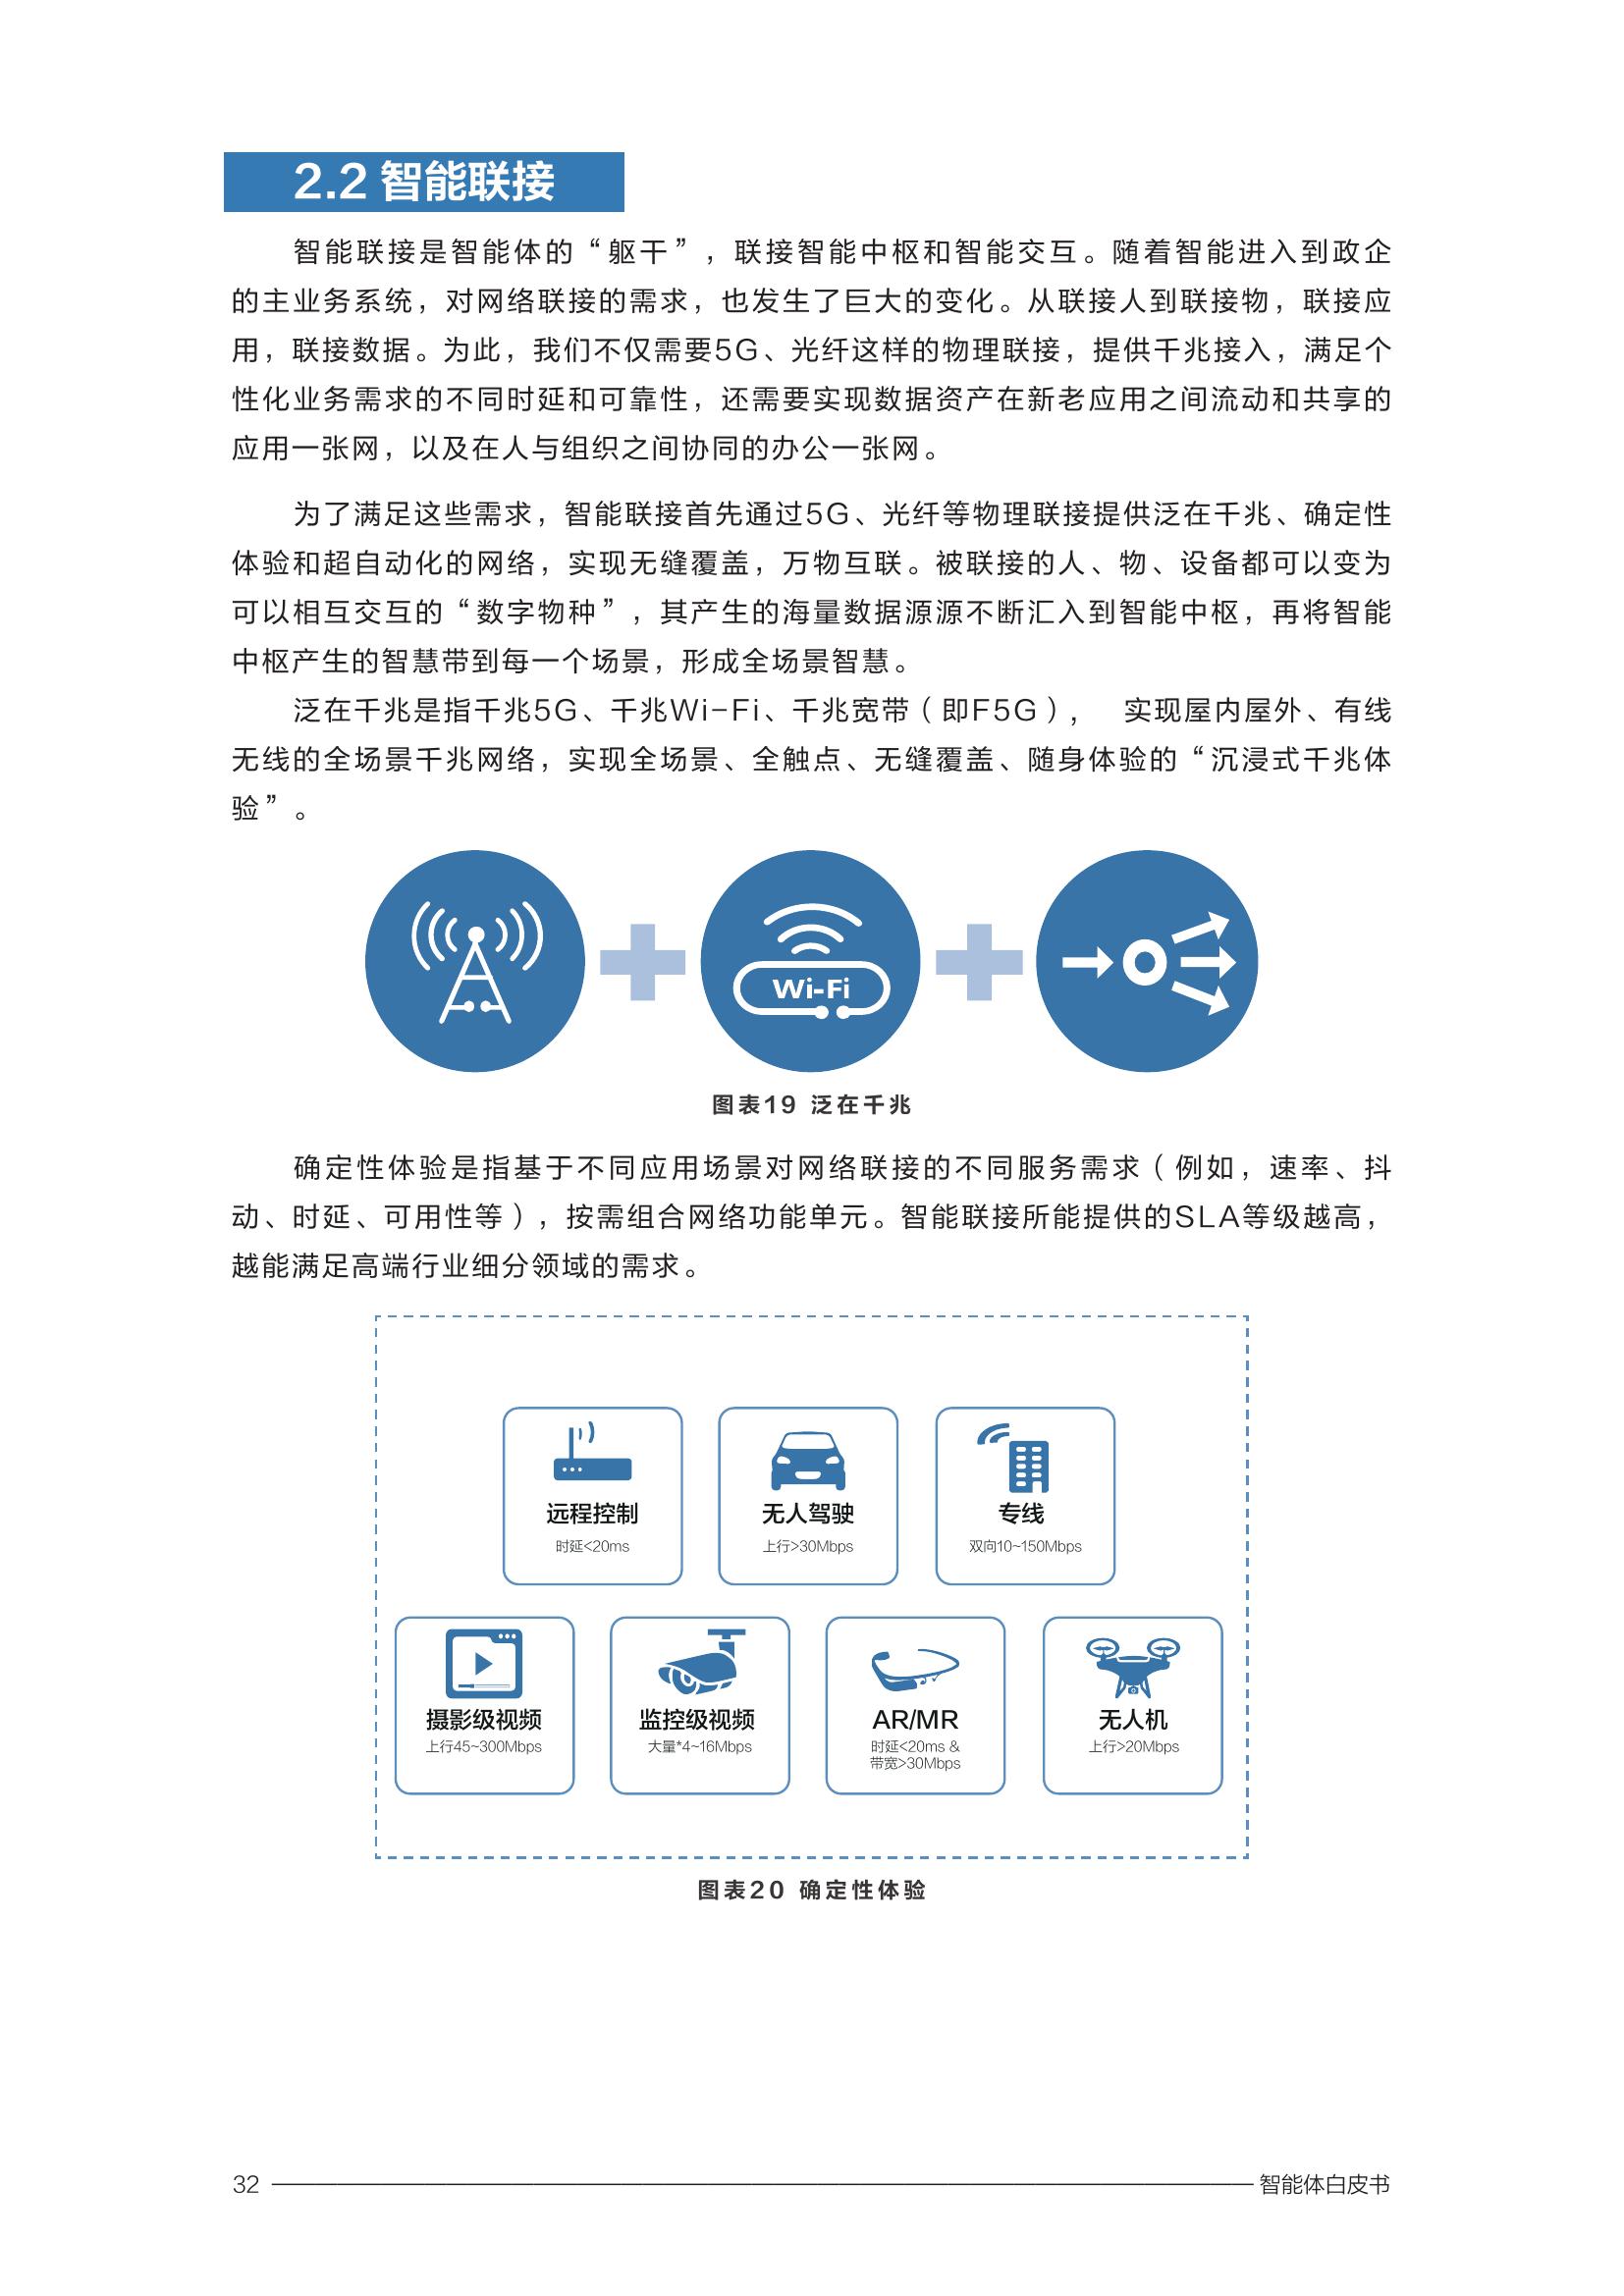 2.2 智能联接
智能联接是智能体的“躯干”，联接智能中枢和智能交互。随着智能进入到政企
的主业务系统，对网络联接的需求，也发生了巨大的变化。从联接人到联接物，联接应
用，联接数据。为此，我们不仅需要5G、光纤这样的物理联接，提供千兆接入，满足个
性化业务需求的不同时延和可靠性，还需要实现数据资产在新老应用之间流动和共享的
应用一张网，以及在人与组织之间协同的办公一张网。
为了满足这些需求，智能联接首先通过5G、光纤等物理联接提供泛在千兆、确定性
体验和超自动化的网络，实现无缝覆盖，万物互联。被联接的人、物、设备都可以变为
可以相互交互的“数字物种”，其产生的海量数据源源不断汇入到智能中枢，再将智能
中枢产生的智慧带到每一个场景，形成全场景智慧。
泛在千兆是指千兆5G、千兆Wi-Fi、千兆宽带（即F5G）， 实现屋内屋外、有线
无线的全场景千兆网络，实现全场景、全触点、无缝覆盖、随身体验的“沉浸式千兆体
验”。
Wi-Fi
图表19 泛在千兆
确定性体验是指基于不同应用场景对网络联接的不同服务需求（例如，速率、抖
动、时延、可用性等），按需组合网络功能单元。智能联接所能提供的SLA等级越高，
越能满足高端行业细分领域的需求。
远程控制
时延<20ms
无人驾驶
上行>30Mbps
专线
双向10~150Mbps
摄影级视频
上行45~300Mbps
监控级视频
大量*4~16Mbps
AR/MR
时延<20ms &
带宽>30Mbps
无人机
上行>20Mbps
图表20 确定性体验
32
智能体白皮书